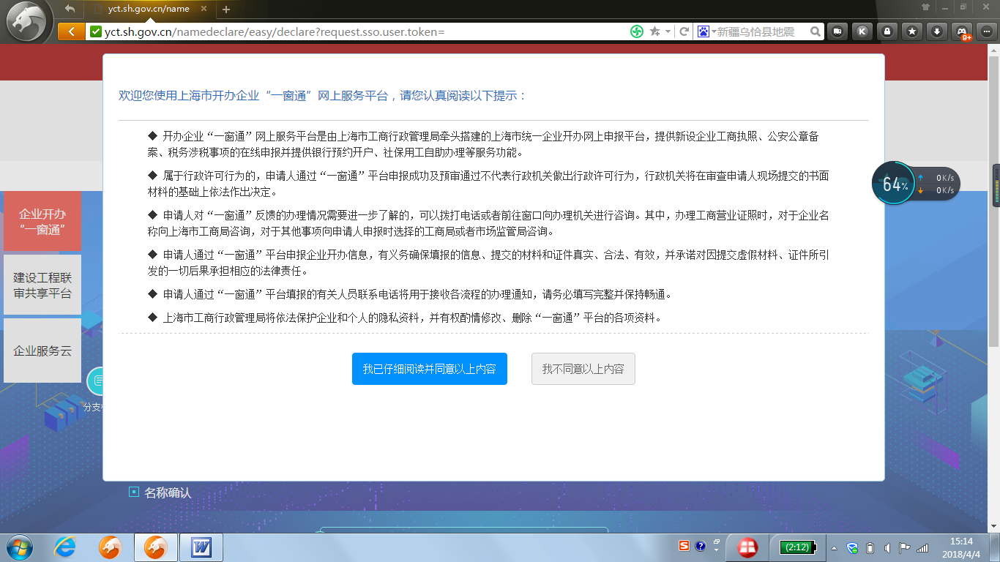 yct.sh.gov.cn/name
yct.sh.gov.cn/namedeclare/easy/declare?request.sso.user.token=
新疆乌恰县地震
K
9+
欢迎您使用上海市开办企业“一窗通”网上服务平台，请您认真阅读以下提示：
◆ 开办企业“一窗通”网上服务平台是由上海市工商行政管理局牵头搭建的上海市统一企业开办网上申报平台，提供新设企业工商执照、公安公章备
案、税务涉税事项的在线申报并提供银行预约开户、社保用工自助办理等服务功能。
◆ 属于行政许可行为的，申请人通过“一窗通”平台申报成功及预审通过不代表行政机关做出行政许可行为，行政机关将在审查申请人现场提交的书面
材料的基础上依法作出决定。
◆ 申请人对“一窗通”反馈的办理情况需要进一步了解的，可以拨打电话或者前往窗口向办理机关进行咨询。其中，办理工商营业证照时，对于企业名
称向上海市工商局咨询，对于其他事项向申请人申报时选择的工商局或者市场监管局咨询。
◆ 申请人通过“一窗通”平台申报企业开办信息，有义务确保填报的信息、提交的材料和证件真实、合法、有效，并承诺对因提交虚假材料、证件所引
发的一切后果承担相应的法律责任。
◆ 申请人通过“一窗通”平台填报的有关人员联系电话将用于接收各流程的办理通知，请务必填写完整并保持畅通。
◆ 上海市工商行政管理局将依法保护企业和个人的隐私资料，并有权酌情修改、删除“一窗通”平台的各项资料。
我已仔细阅读并同意以上内容
我不同意以上内容
企业开办
“一窗通”
建设工程联
审共享平台
企业服务云
分支
64%
0K/s
0K/s
名称确认
W
S
?
(2:12)
15:14
2018/4/4